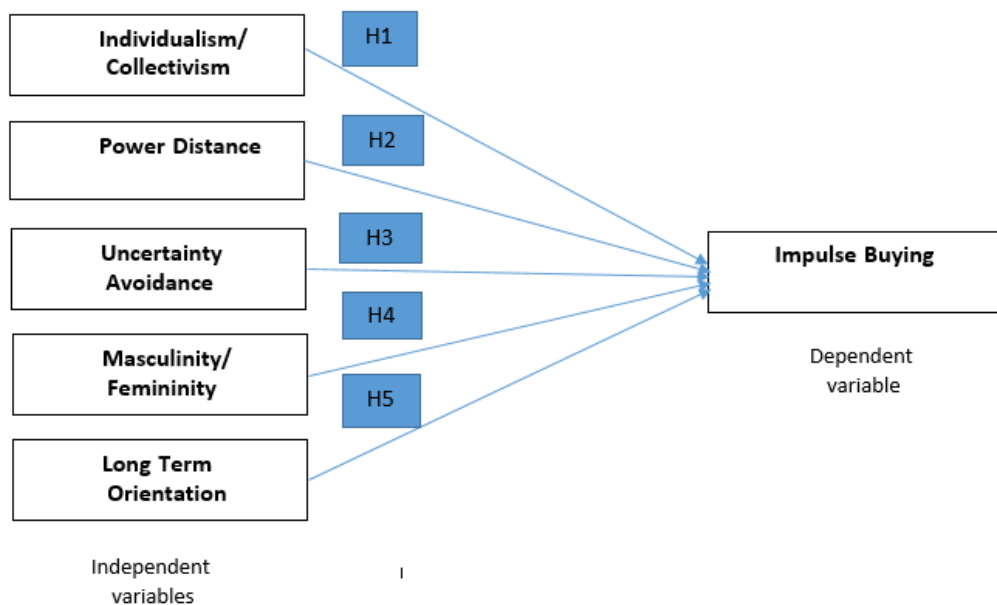 Individualism/
Collectivism
H1
Power Distance
H2
Uncertainty
Avoidance
H3
Masculinity/
Femininity
H4
Long Term
Orientation
H5
Impulse Buying
Dependent
variable
Independent
variables